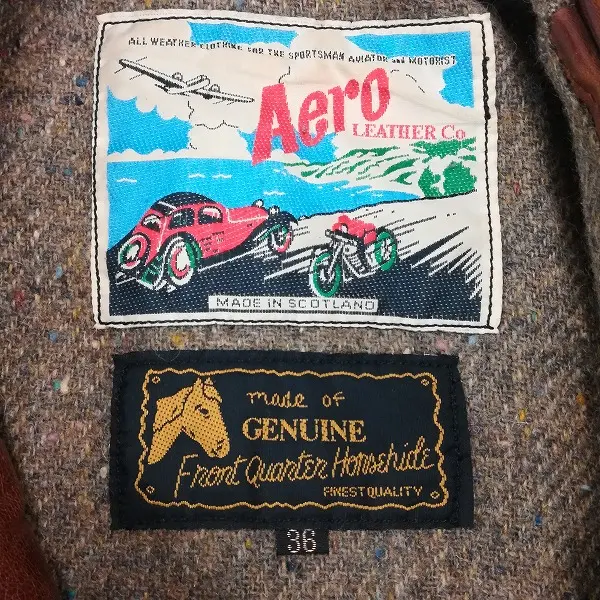 ALL WEATHER CLOTHING FOR THE SPORTSMAN AVIATOR AND MOTORIST
Aero
LEATHER Co
MADE IN SCOTLAND
made of
GENUINE
Front Quarter Horsehide
FINEST QUALITY
36